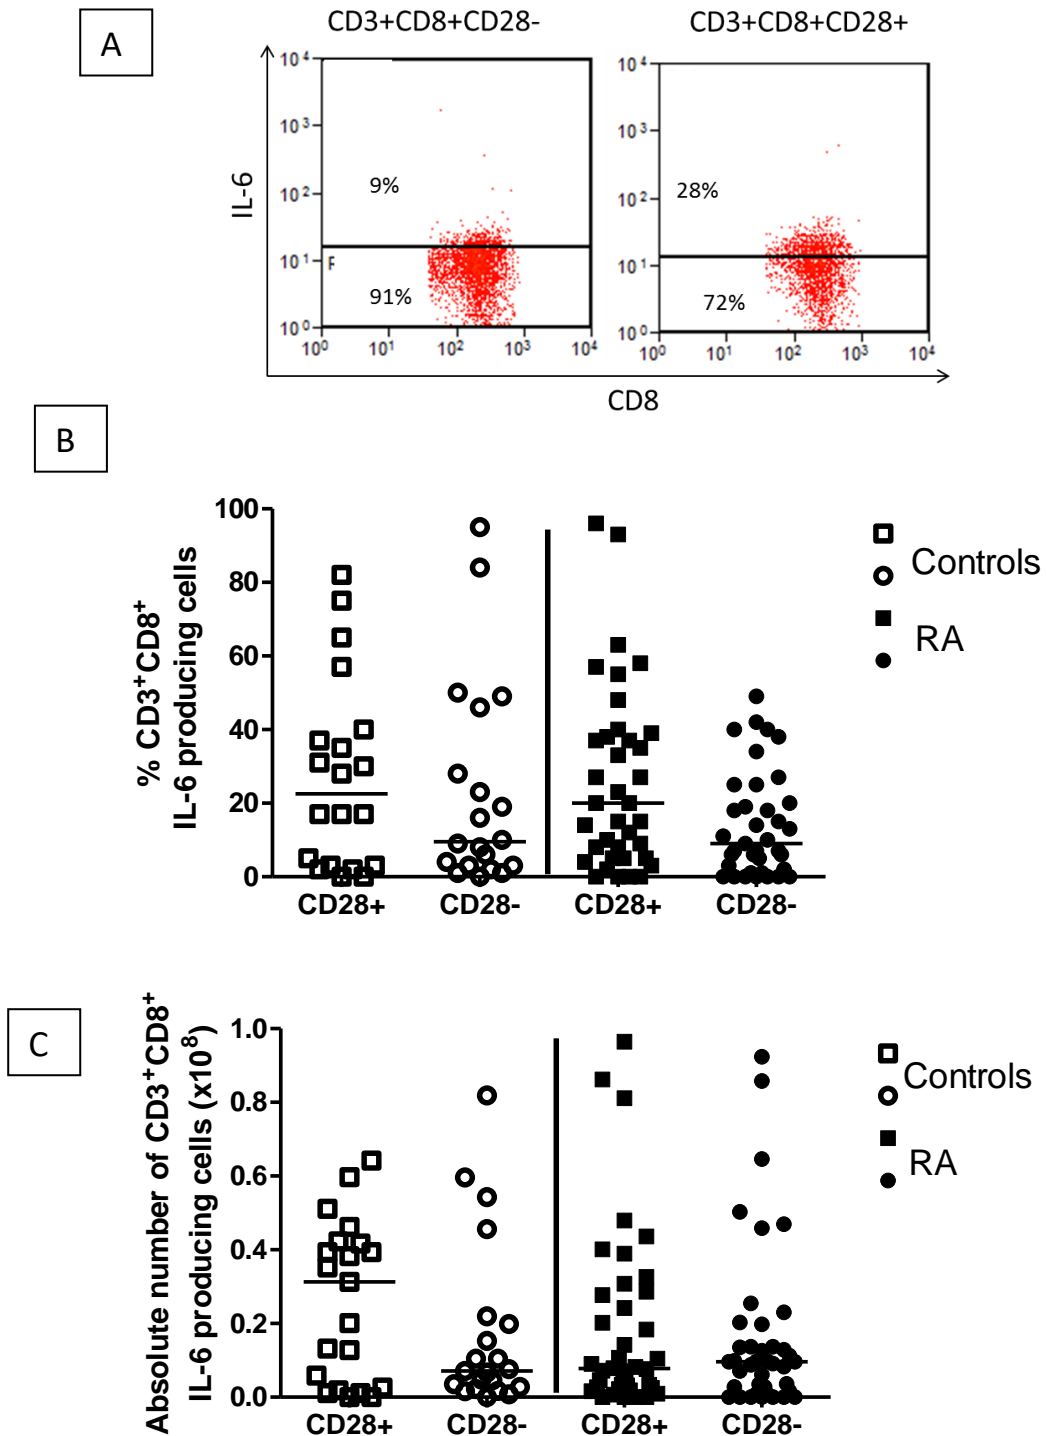 A
CD3+CD8+CD28-
CD3+CD8+CD28+
IL-6
10⁴
10³
10²
10¹
10⁰
9%
F
91%
10⁰ 10¹ 10² 10³ 10⁴
10⁴
10³
10²
10¹
10⁰
28%
72%
10⁰ 10¹ 10² 10³ 10⁴
CD8
B
% CD3⁺CD8⁺
IL-6 producing cells
100
80
60
40
20
0
CD28+ CD28- CD28+ CD28-
Controls
RA
C
Absolute number of CD3⁺CD8⁺
IL-6 producing cells (x10⁸)
1.0
0.8
0.6
0.4
0.2
0.0
CD28+ CD28- CD28+ CD28-
Controls
RA